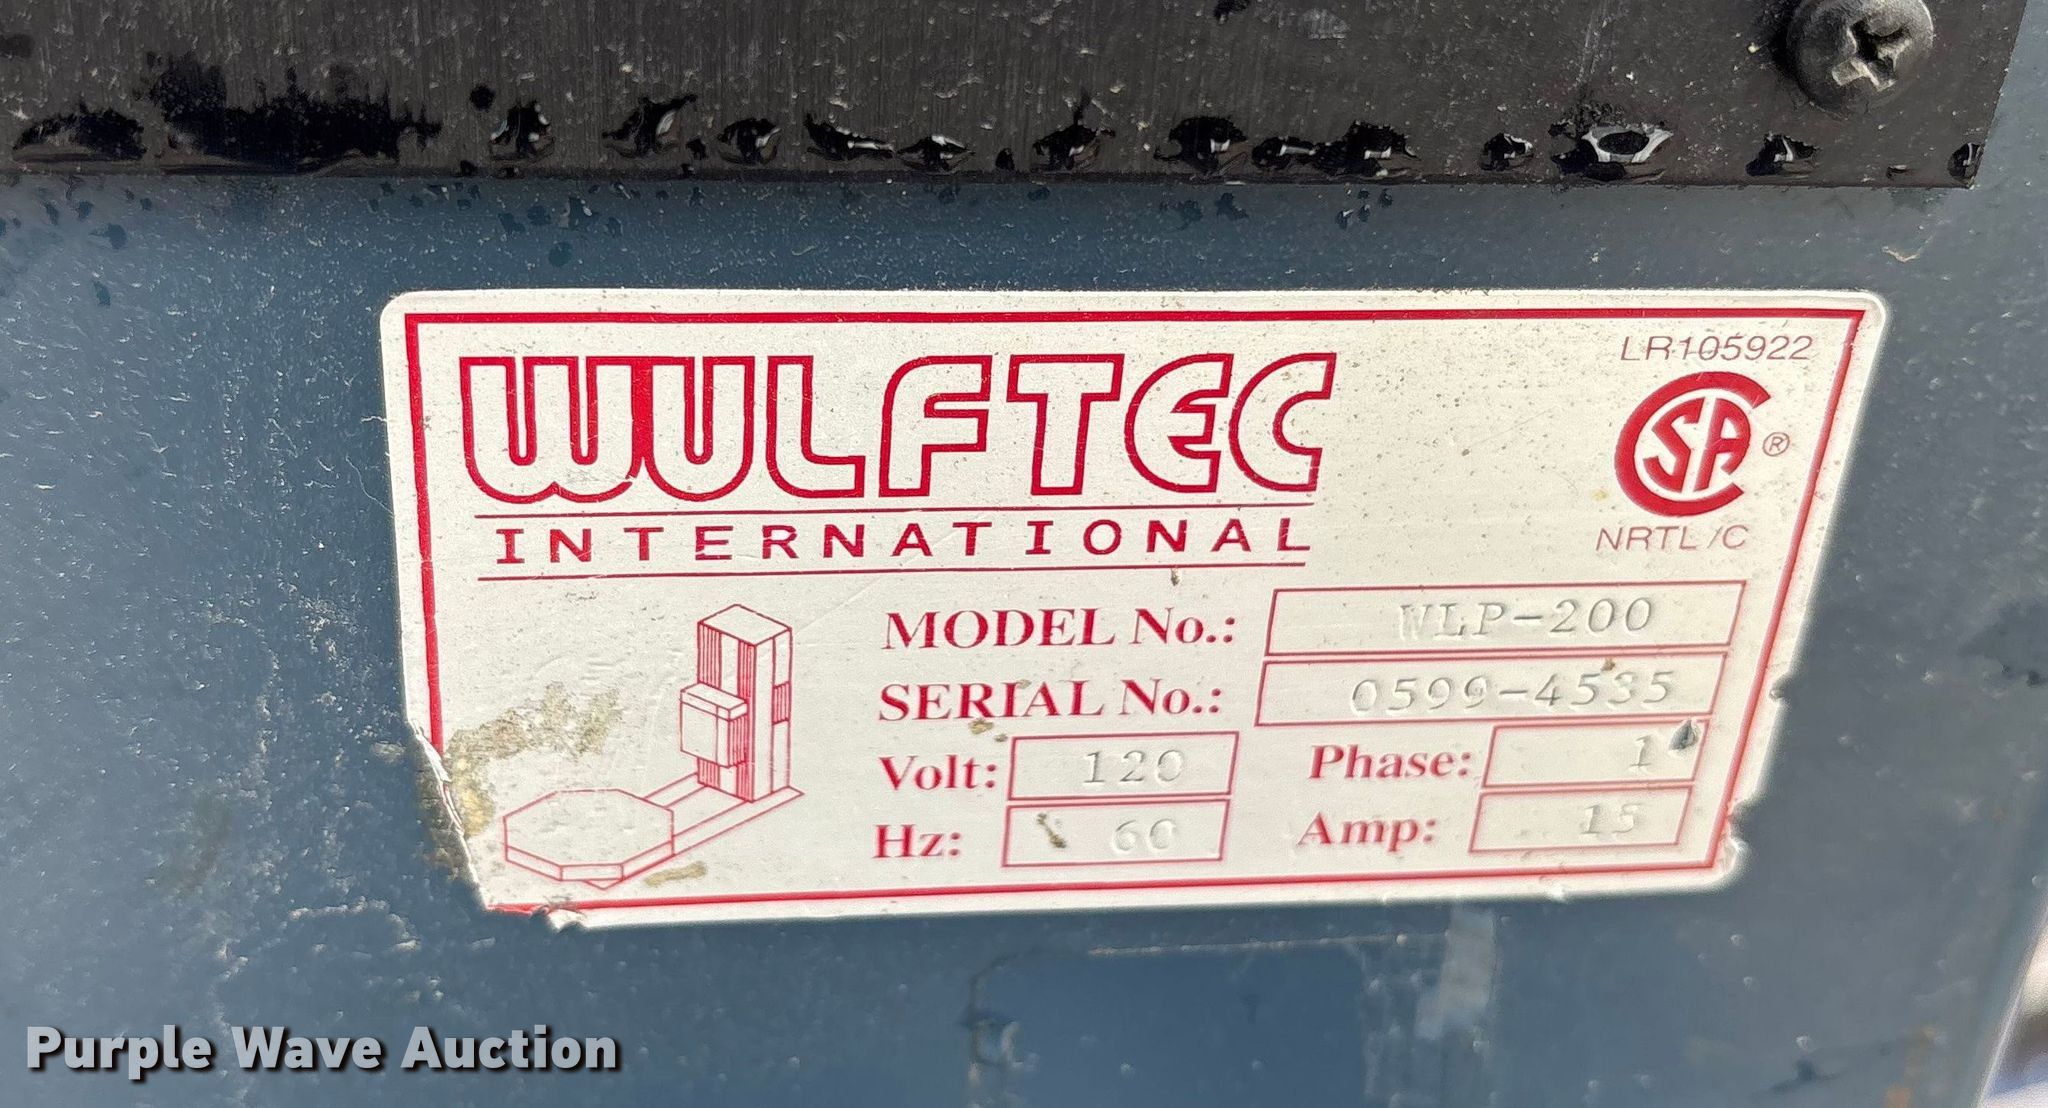 LR105922
WULFTEC
INTERNATIONAL
CSA ®
NRTL/C
MODEL No.: WLP-200
SERIAL No.: 0599-4535
Volt: 120 Phase: 1
Hz: 60 Amp: 15
Purple Wave Auction